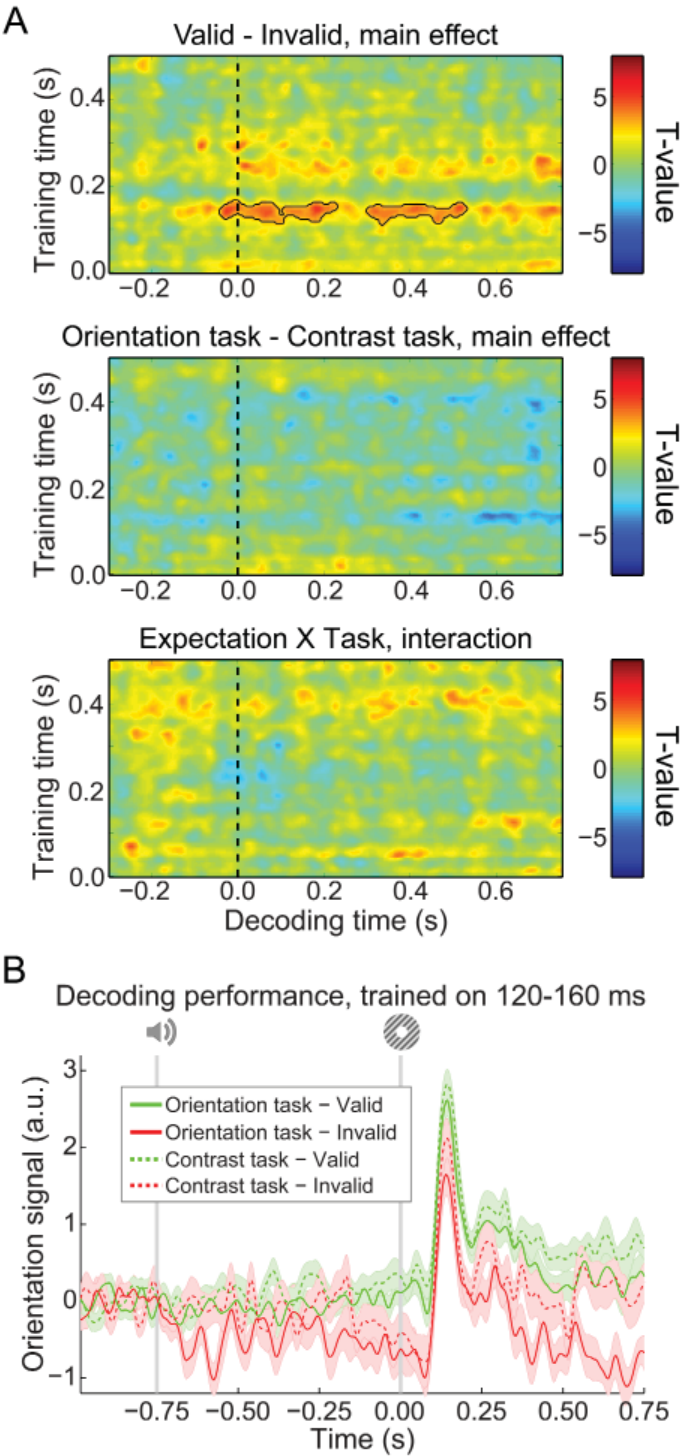 A
Valid - Invalid, main effect
Training time (s)
0.4
0.2
0.0
−0.2 0.0 0.2 0.4 0.6
5
0
−5
T-value
Orientation task - Contrast task, main effect
Training time (s)
0.4
0.2
0.0
−0.2 0.0 0.2 0.4 0.6
5
0
−5
T-value
Expectation X Task, interaction
Training time (s)
0.4
0.2
0.0
−0.2 0.0 0.2 0.4 0.6
Decoding time (s)
5
0
−5
T-value
B
Decoding performance, trained on 120-160 ms
Orientation signal (a.u.)
3
2
1
0
−1
Orientation task − Valid
Orientation task − Invalid
Contrast task − Valid
Contrast task − Invalid
−0.75 −0.50 −0.25 0.00 0.25 0.50 0.75
Time (s)